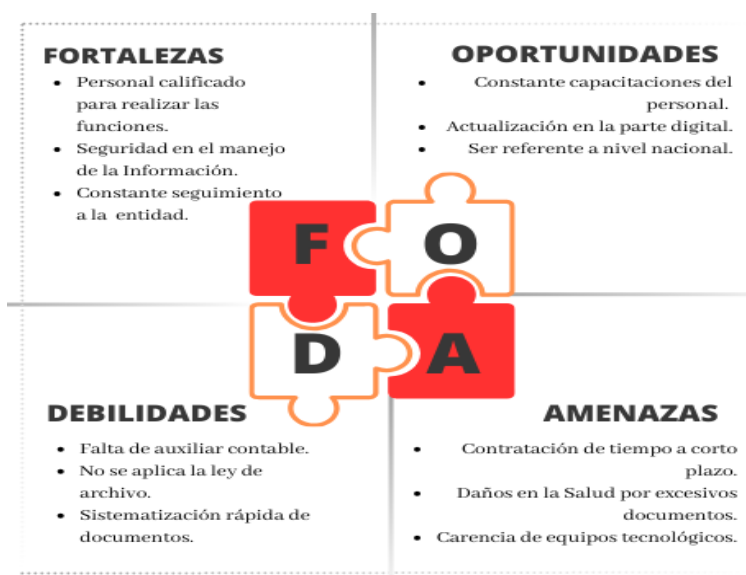 FORTALEZAS
• Personal calificado
para realizar las
funciones.
• Seguridad en el manejo
de la Información.
• Constante seguimiento
a la entidad.
OPORTUNIDADES
• Constante capacitaciones del
personal.
• Actualización en la parte digital.
• Ser referente a nivel nacional.
F
O
D
A
DEBILIDADES
• Falta de auxiliar contable.
• No se aplica la ley de
archivo.
• Sistematización rápida de
documentos.
AMENAZAS
• Contratación de tiempo a corto
plazo.
• Daños en la Salud por excesivos
documentos.
• Carencia de equipos tecnológicos.